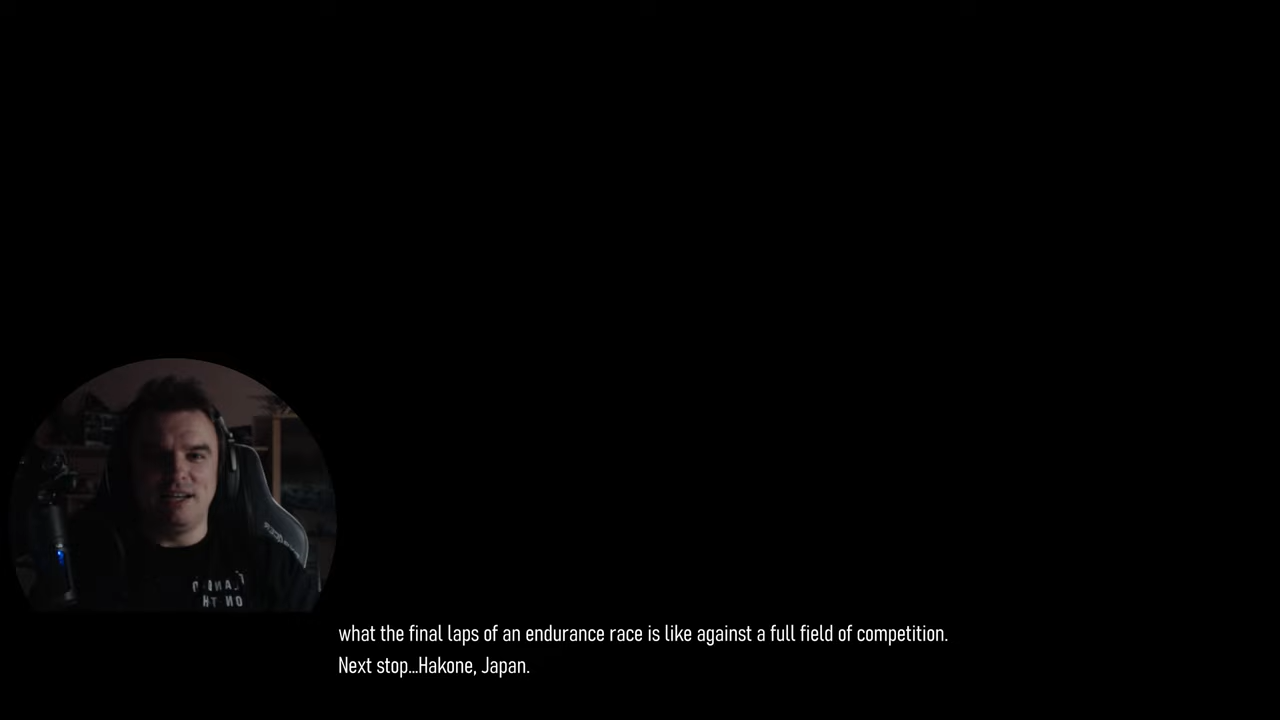 what the final laps of an endurance race is like against a full field of competition.
Next stop...Hakone, Japan.